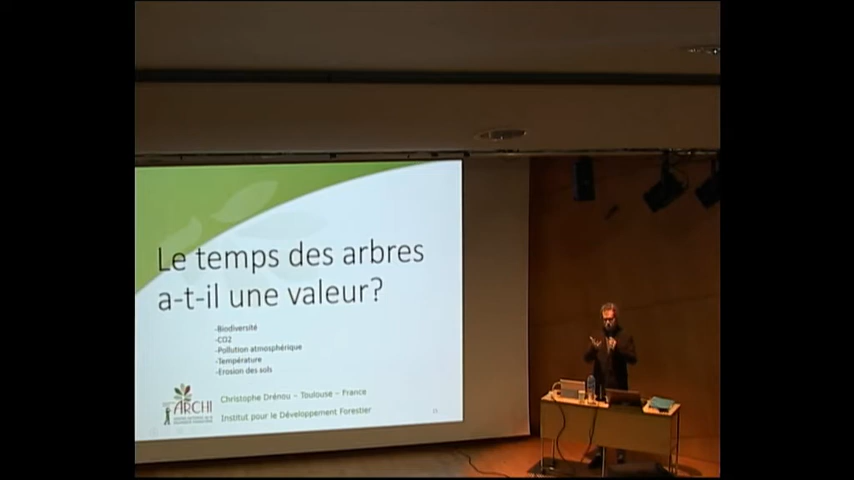 Le temps des arbres
a-t-il une valeur?
-Biodiversité
-CO2
-Pollution atmosphérique
-Température
-Erosion des sols
ARCHI
Christophe Drénou – Toulouse – France
Institut pour le Développement Forestier